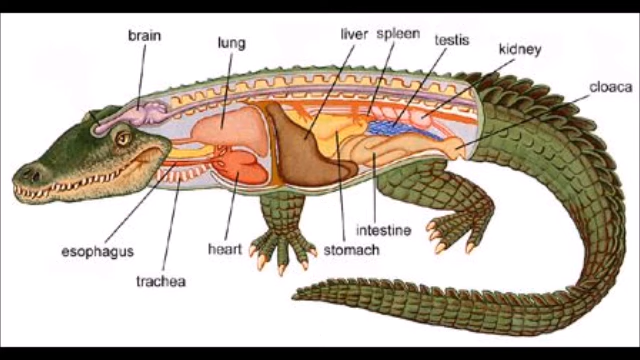 brain
lung
liver
spleen
testis
kidney
cloaca
esophagus
trachea
heart
stomach
intestine